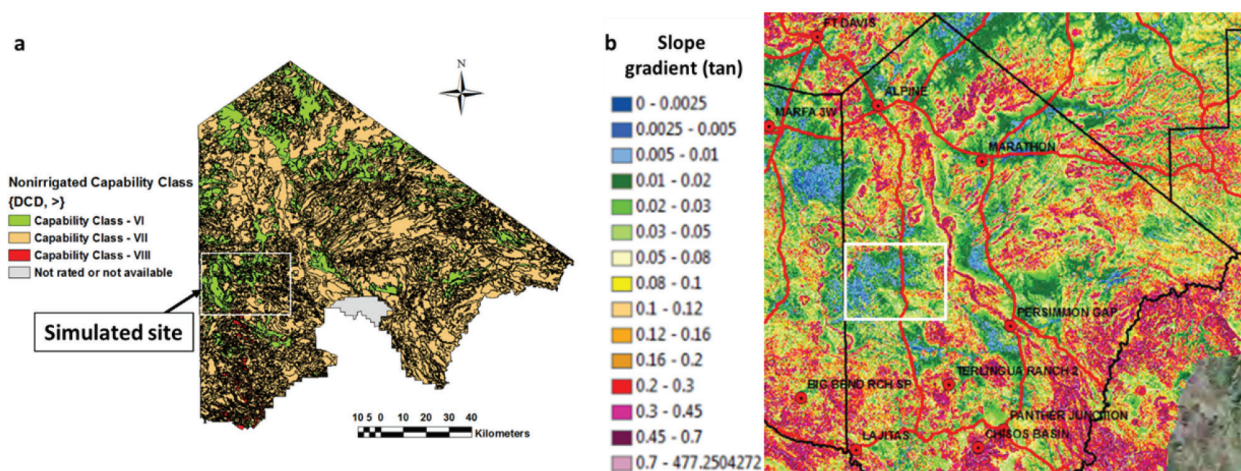 a
N
Nonirrigated Capability Class
{DCD, >}
Capability Class - VI
Capability Class - VII
Capability Class - VIII
Not rated or not available
Simulated site
10 5 0 10 20 30 40
Kilometers
b
Slope
gradient (tan)
0 - 0.0025
0.0025 - 0.005
0.005 - 0.01
0.01 - 0.02
0.02 - 0.03
0.03 - 0.05
0.05 - 0.08
0.08 - 0.1
0.1 - 0.12
0.12 - 0.16
0.16 - 0.2
0.2 - 0.3
0.3 - 0.45
0.45 - 0.7
0.7 - 477.2504272
FT DAVIS
ALPINE
MARFA 3W
MARATHON
PERSIMMON GAP
TERLINGUA RANCH 2
BIG BEND RCH SP
PANTHER JUNCTION
LAJITAS
CHISOS BASIN